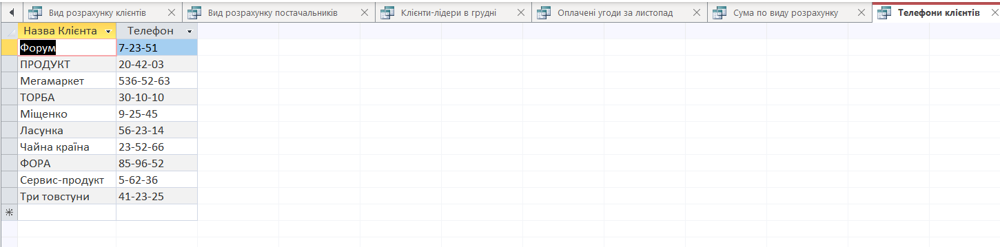 Вид розрахунку клієнтів Вид розрахунку постачальників Клієнти-лідери в грудні Оплачені угоди за листопад Сума по виду розрахунку Телефони клієнтів
Назва Клієнта Телефон
Форум 7-23-51
ПРОДУКТ 20-42-03
Мегамаркет 536-52-63
ТОРБА 30-10-10
Міщенко 9-25-45
Ласунка 56-23-14
Чайна країна 23-52-66
ФОРА 85-96-52
Сервис-продукт 5-62-36
Три товстуни 41-23-25